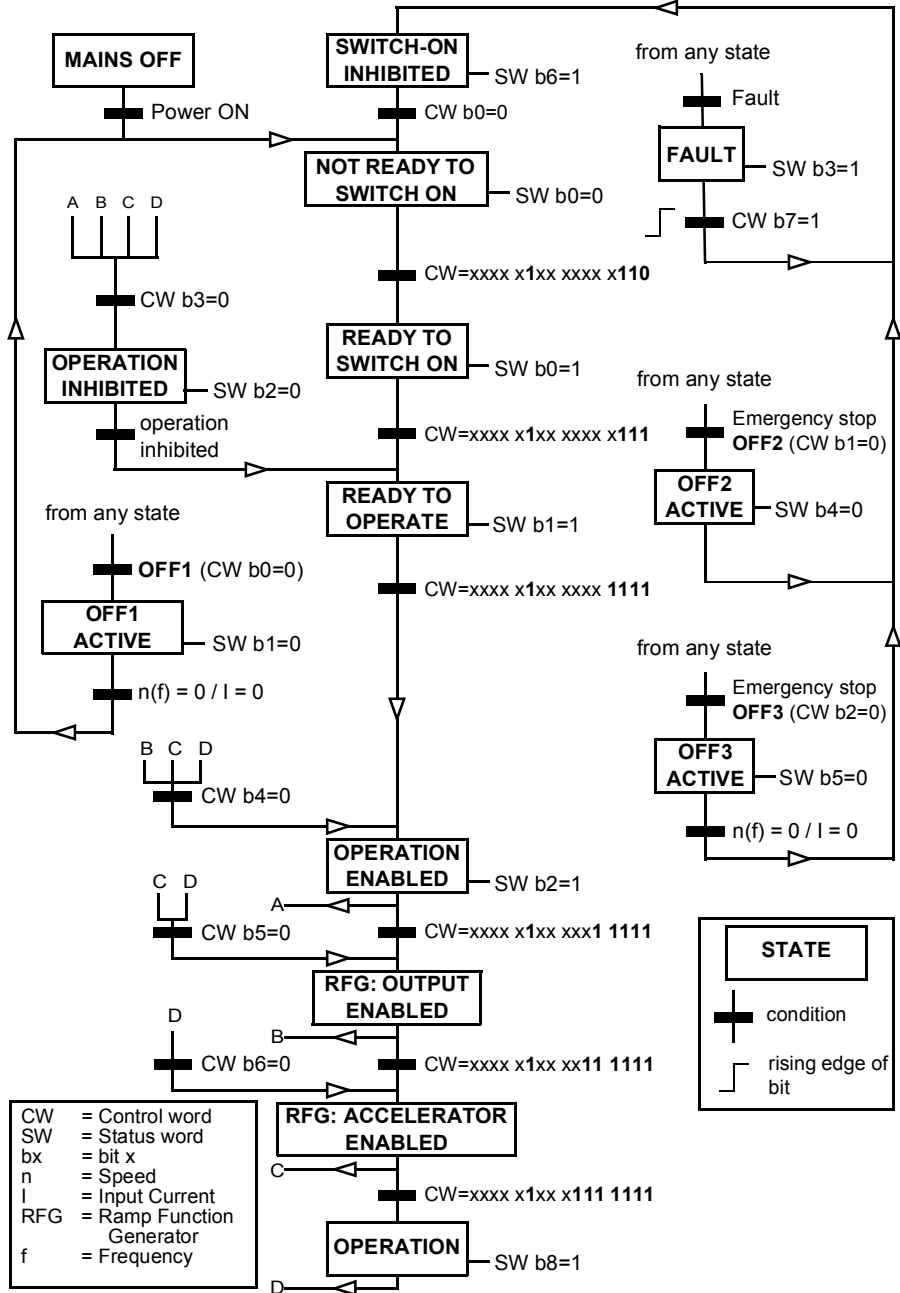 MAINS OFF
Power ON
SWITCH-ON
INHIBITED
SW b6=1
CW b0=0
from any state
Fault
FAULT
SW b3=1
CW b7=1
NOT READY TO
SWITCH ON
SW b0=0
A B C D
CW b3=0
CW=xxxx x1xx xxxx x110
OPERATION
INHIBITED
SW b2=0
operation
inhibited
READY TO
SWITCH ON
SW b0=1
CW=xxxx x1xx xxxx x111
from any state
Emergency stop
OFF2 (CW b1=0)
OFF2
ACTIVE
SW b4=0
READY TO
OPERATE
SW b1=1
CW=xxxx x1xx xxxx 1111
from any state
OFF1 (CW b0=0)
OFF1
ACTIVE
SW b1=0
n(f) = 0 / I = 0
from any state
Emergency stop
OFF3 (CW b2=0)
OFF3
ACTIVE
SW b5=0
n(f) = 0 / I = 0
B C D
CW b4=0
OPERATION
ENABLED
SW b2=1
A
C D
CW b5=0
CW=xxxx x1xx xxx1 1111
RFG: OUTPUT
ENABLED
B
D
CW b6=0
CW=xxxx x1xx xx11 1111
RFG: ACCELERATOR
ENABLED
C
CW=xxxx x1xx x111 1111
OPERATION
SW b8=1
D
STATE
condition
rising edge of
bit
CW = Control word
SW = Status word
bx = bit x
n = Speed
I = Input Current
RFG = Ramp Function
Generator
f = Frequency